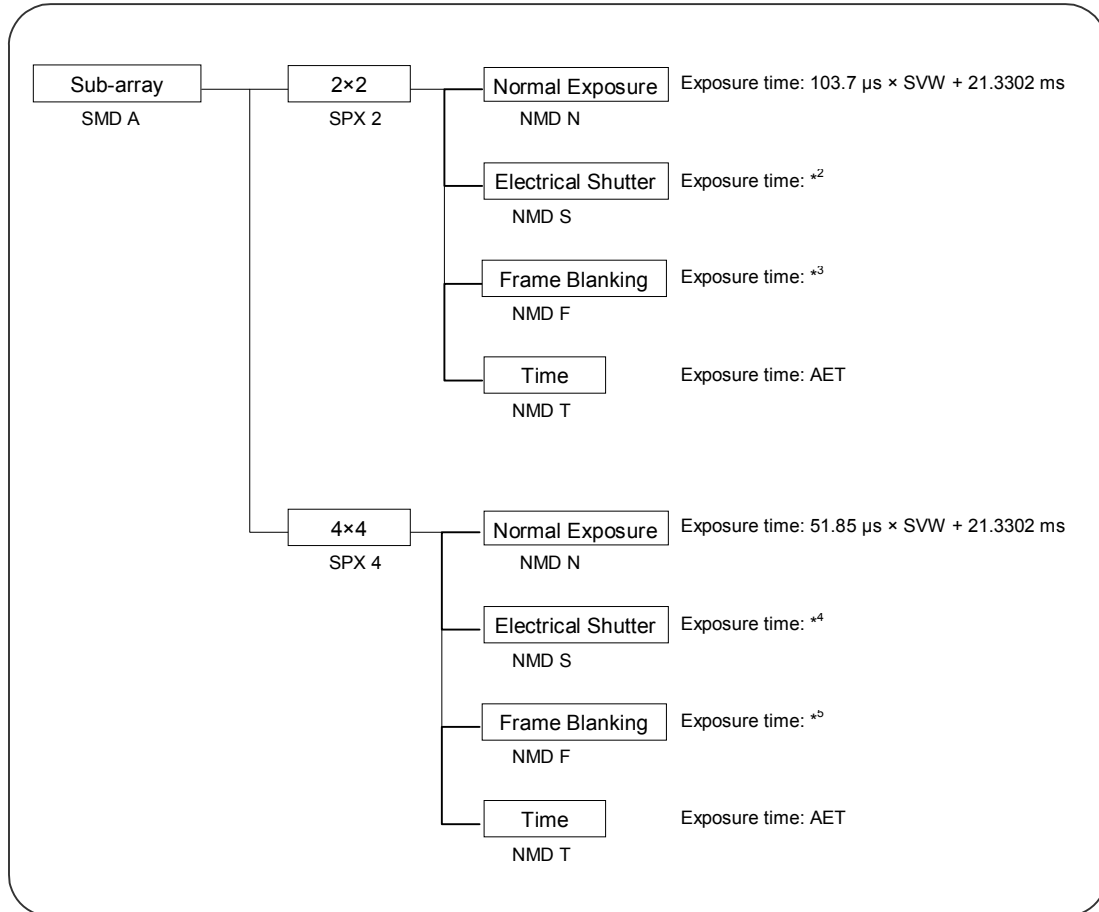 Sub-array
SMD A
2×2
SPX 2
Normal Exposure
NMD N
Exposure time: 103.7 µs × SVW + 21.3302 ms
Electrical Shutter
NMD S
Exposure time: *2
Frame Blanking
NMD F
Exposure time: *3
Time
NMD T
Exposure time: AET
4×4
SPX 4
Normal Exposure
NMD N
Exposure time: 51.85 µs × SVW + 21.3302 ms
Electrical Shutter
NMD S
Exposure time: *4
Frame Blanking
NMD F
Exposure time: *5
Time
NMD T
Exposure time: AET